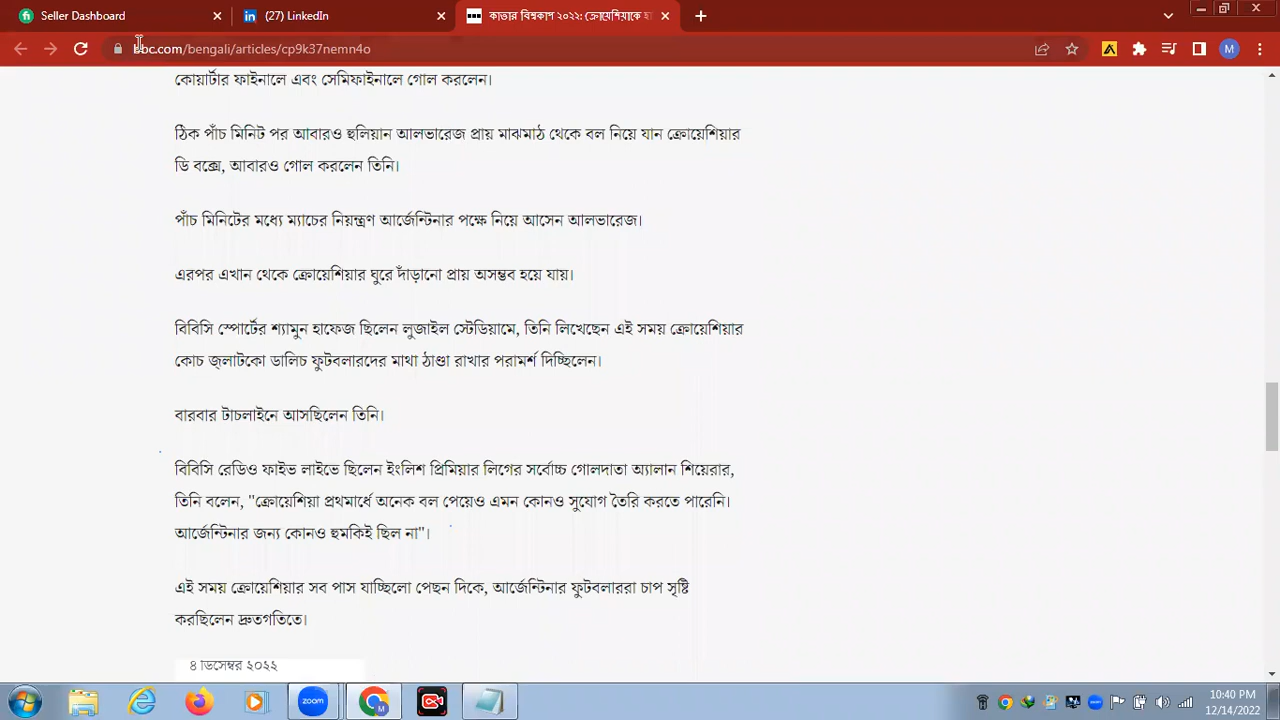 Seller Dashboard
(27) LinkedIn
কাতার বিশ্বকাপ ২০২২: ক্রোয়েশিয়াকে হা
bbc.com/bengali/articles/cp9k37nemn4o
M
কোয়ার্টার ফাইনালে এবং সেমিফাইনালে গোল করলেন।
ঠিক পাঁচ মিনিট পর আবারও হুলিয়ান আলভারেজ প্রায় মাঝমাঠ থেকে বল নিয়ে যান ক্রোয়েশিয়ার
ডি বক্সে, আবারও গোল করলেন তিনি।
পাঁচ মিনিটের মধ্যে ম্যাচের নিয়ন্ত্রণ আর্জেন্টিনার পক্ষে নিয়ে আসেন আলভারেজ।
এরপর এখান থেকে ক্রোয়েশিয়ার ঘুরে দাঁড়ানো প্রায় অসম্ভব হয়ে যায়।
বিবিসি স্পোর্টের শ্যামুন হাফেজ ছিলেন লুজাইল স্টেডিয়ামে, তিনি লিখেছেন এই সময় ক্রোয়েশিয়ার
কোচ জ্লাটকো ডালিচ ফুটবলারদের মাথা ঠাণ্ডা রাখার পরামর্শ দিচ্ছিলেন।
বারবার টাচলাইনে আসছিলেন তিনি।
বিবিসি রেডিও ফাইভ লাইভে ছিলেন ইংলিশ প্রিমিয়ার লিগের সর্বোচ্চ গোলদাতা অ্যালান শিয়েরার,
তিনি বলেন, "ক্রোয়েশিয়া প্রথমার্ধে অনেক বল পেয়েও এমন কোনও সুযোগ তৈরি করতে পারেনি।
আর্জেন্টিনার জন্য কোনও হুমকিই ছিল না"।
এই সময় ক্রোয়েশিয়ার সব পাস যাচ্ছিলো পেছন দিকে, আর্জেন্টিনার ফুটবলাররা চাপ সৃষ্টি
করছিলেন দ্রুতগতিতে।
৪ ডিসেম্বর ২০২২
zoom
M
10:40 PM
12/14/2022